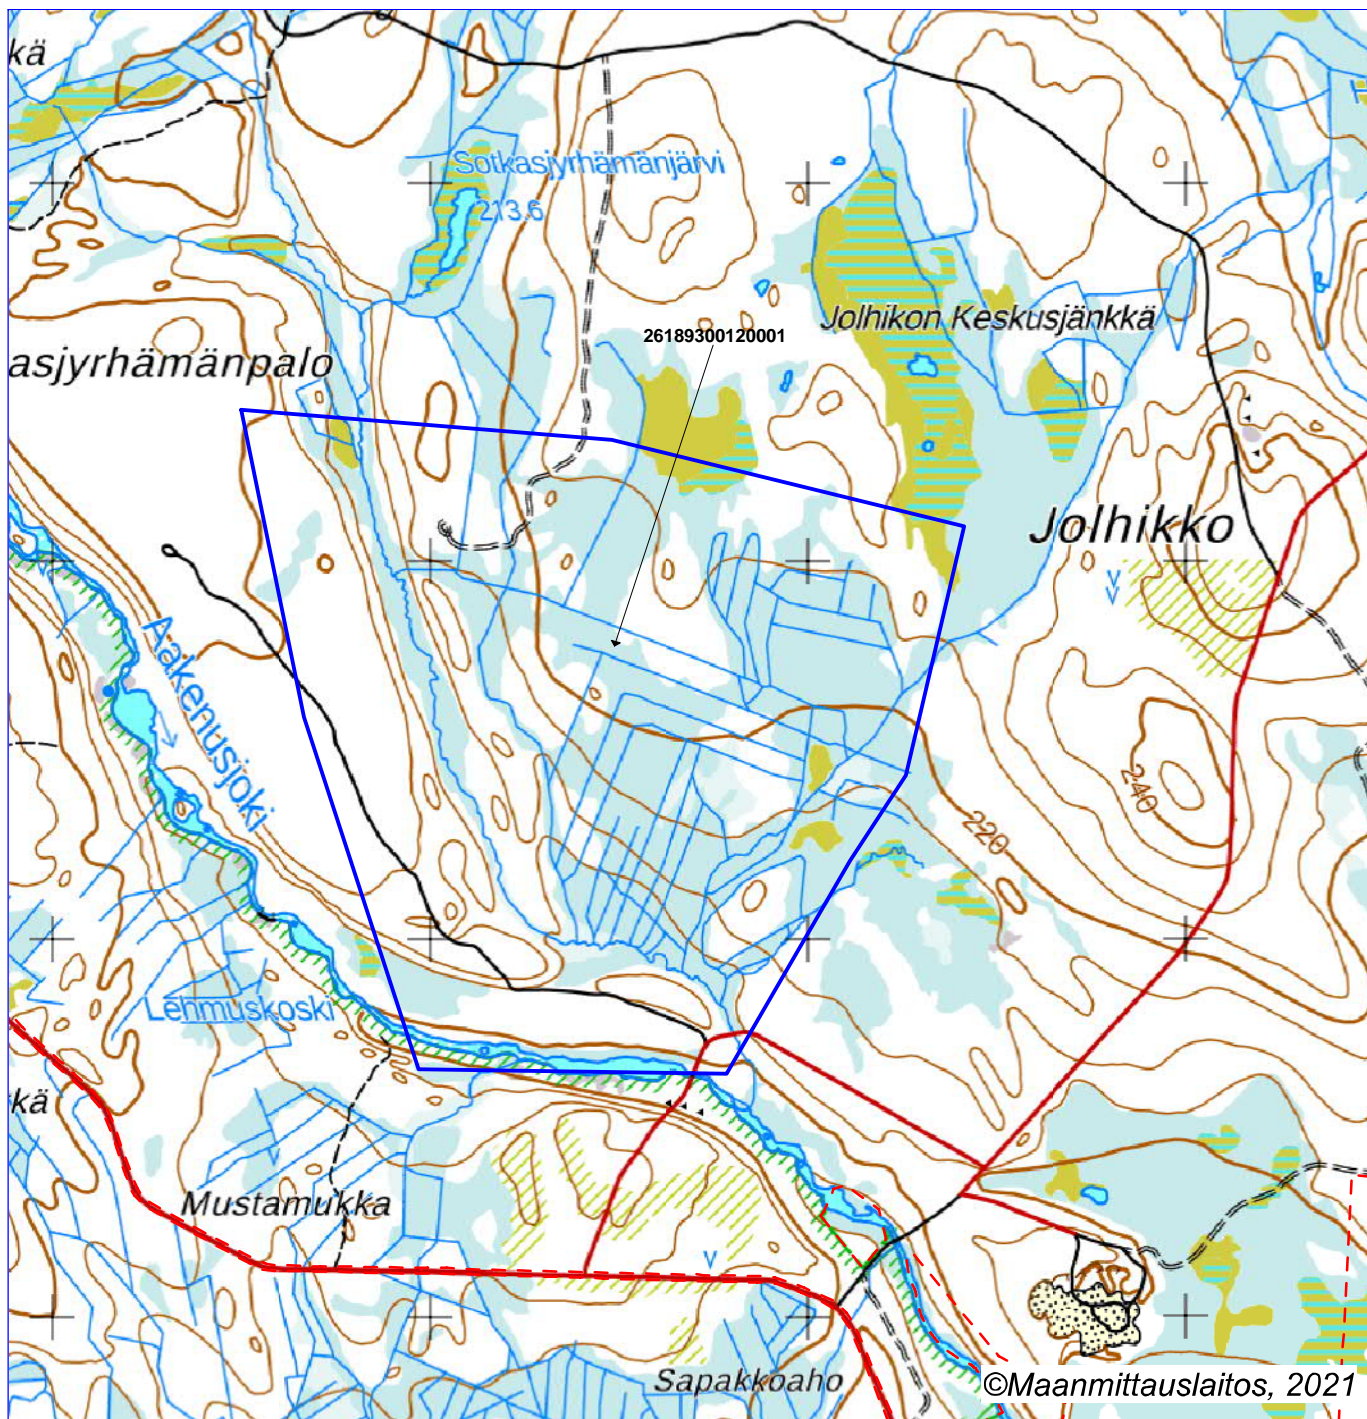 kä
Sotkasjyrhämänjärvi
213.6
H
Jolhikon Keskusjänkkä
26189300120001
asjyrhämänpalo
Jolhikko
Aakenusjoki
240
220
Lehmuskoski
kä
Mustamukka
Sapakkoaho
©Maanmittauslaitos, 2021